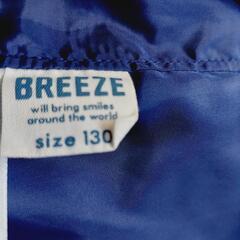 BREEZE
will bring smiles
around the world
size 130